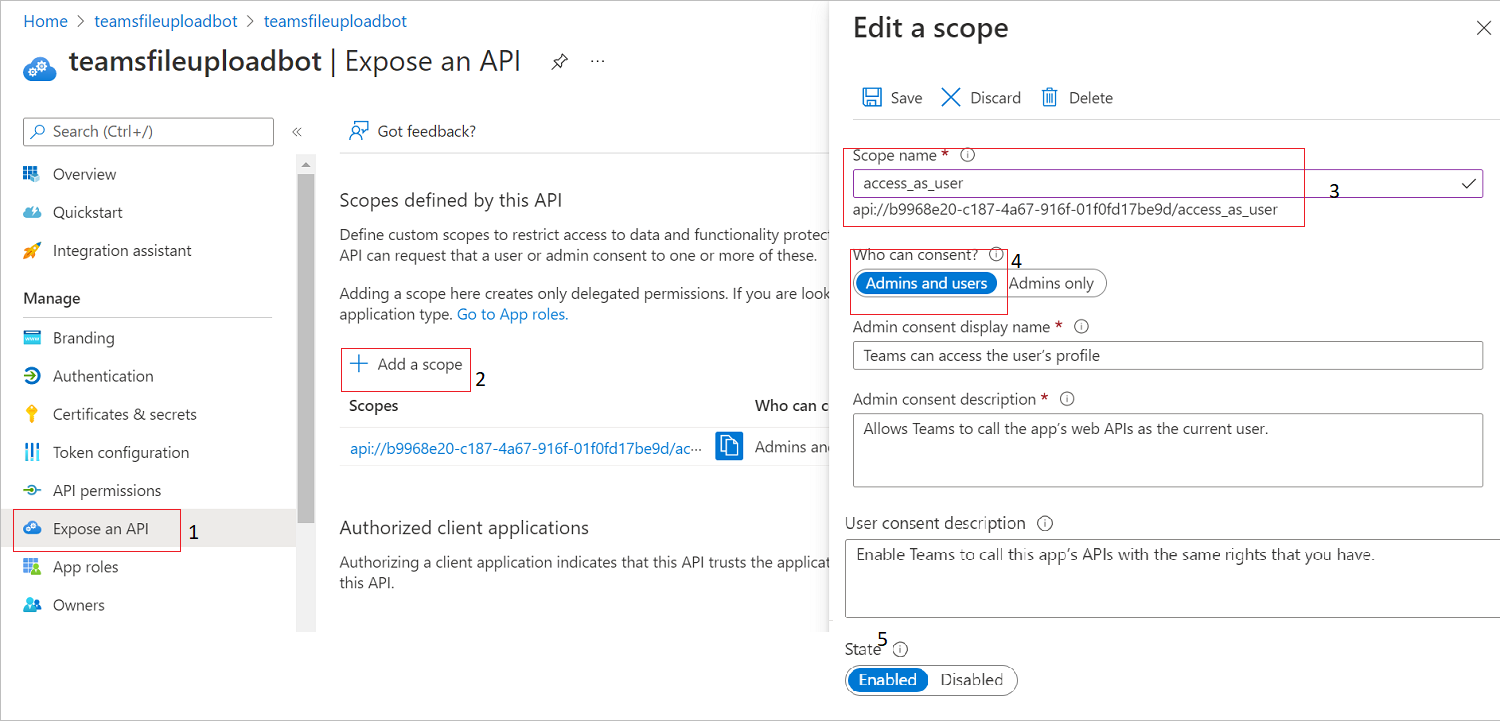 Home > teamsfileuploadbot > teamsfileuploadbot
teamsfileuploadbot | Expose an API
Search (Ctrl+/)
Overview
Quickstart
Integration assistant
Manage
Branding
Authentication
Certificates & secrets
Token configuration
API permissions
Expose an API 1
App roles
Owners
Got feedback?
Scopes defined by this API
Define custom scopes to restrict access to data and functionality protect
API can request that a user or admin consent to one or more of these.
Adding a scope here creates only delegated permissions. If you are look
application type. Go to App roles.
Add a scope 2
Scopes Who can c
api://b9968e20-c187-4a67-916f-01f0fd17be9d/ac··· Admins an
Authorized client applications
Authorizing a client application indicates that this API trusts the applica
this API.
Edit a scope
Save Discard Delete
Scope name *
access_as_user 3
api://b9968e20-c187-4a67-916f-01f0fd17be9d/access_as_user
Who can consent? 4
Admins and users Admins only
Admin consent display name *
Teams can access the user's profile
Admin consent description *
Allows Teams to call the app's web APIs as the current user.
User consent description
Enable Teams to call this app's APIs with the same rights that you have.
State 5
Enabled Disabled